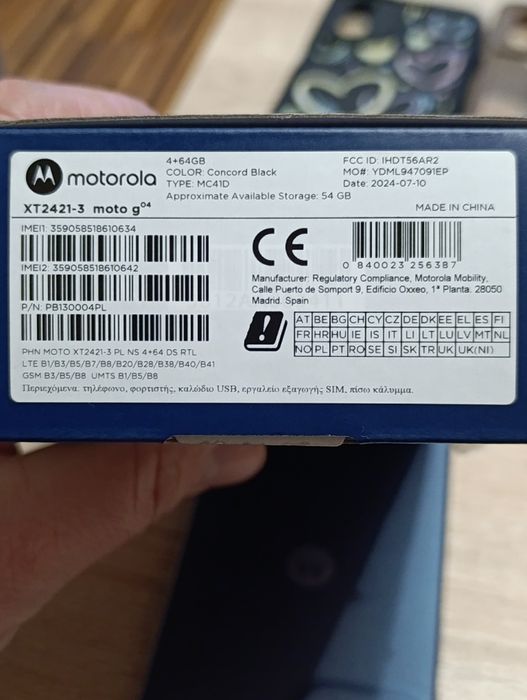 motorola
4+64GB
COLOR: Concord Black
TYPE: MC41D
Approximate Available Storage: 54 GB
FCC ID: IHDT56AR2
MO#: YDML947091EP
Date: 2024-07-10
XT2421-3 moto g04
MADE IN CHINA
IMEI1: 359058518610634
IMEI2: 359058518610642
P/N: PB130004PL
CE
0 840023 256387
Manufacturer: Regulatory Compliance, Motorola Mobility,
Calle Puerto de Somport 9, Edificio Oxxeo, 1ª Planta. 28050
Madrid. Spain
AT BE BG CH CY CZ DE DK EE EL ES FI
FR HR HU IE IS IT LI LT LU LV MT NL
NO PL PT RO SE SI SK TR UK UK(NI)
PHN MOTO XT2421-3 PL NS 4+64 DS RTL
LTE B1/B3/B5/B7/B8/B20/B28/B38/B40/B41
GSM B3/B5/B8 UMTS B1/B5/B8
Περιεχόμενα. τηλέφωνο, φορτιστής, καλώδιο USB, εργαλείο εξαγωγής SIM, πίσω κάλυμμα.